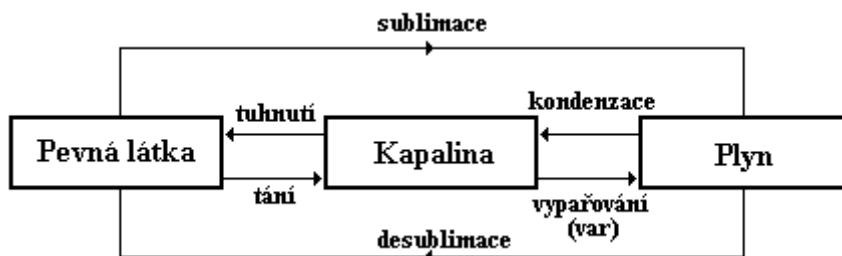 sublimace
tuhnutí
kondenzace
Pevná látka
Kapalina
Plyn
tání
vypařování
(var)
desublimace